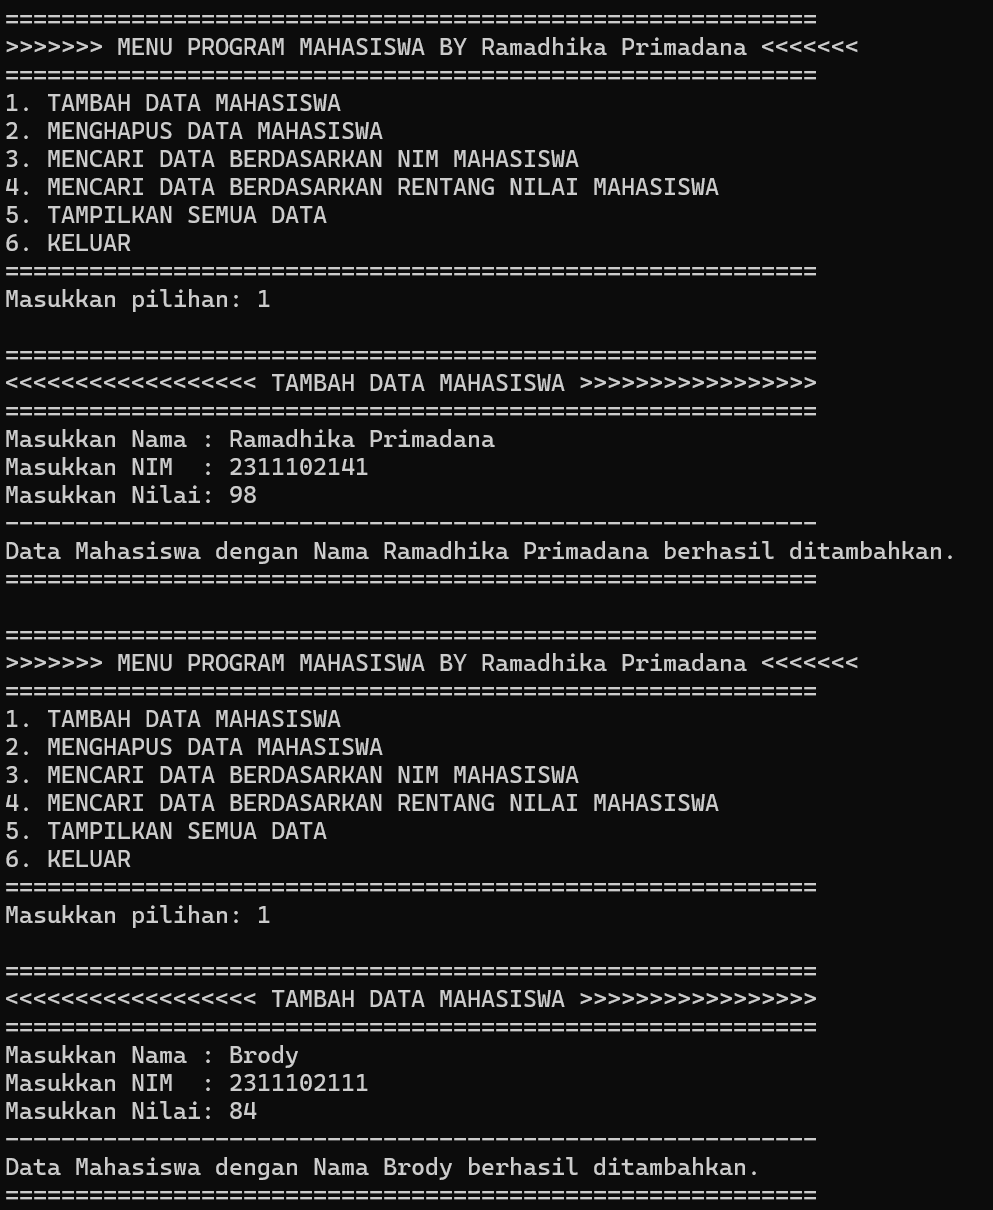 ==========================================================
>>>>>>> MENU PROGRAM MAHASISWA BY Ramadhika Primadana <<<<<<<
==========================================================
1. TAMBAH DATA MAHASISWA
2. MENGHAPUS DATA MAHASISWA
3. MENCARI DATA BERDASARKAN NIM MAHASISWA
4. MENCARI DATA BERDASARKAN RENTANG NILAI MAHASISWA
5. TAMPILKAN SEMUA DATA
6. KELUAR
==========================================================
Masukkan pilihan: 1

==========================================================
<<<<<<<<<<<<<<<<<< TAMBAH DATA MAHASISWA >>>>>>>>>>>>>>>>>
==========================================================
Masukkan Nama : Ramadhika Primadana
Masukkan NIM  : 2311102141
Masukkan Nilai: 98
----------------------------------------------------------
Data Mahasiswa dengan Nama Ramadhika Primadana berhasil ditambahkan.
==========================================================

==========================================================
>>>>>>> MENU PROGRAM MAHASISWA BY Ramadhika Primadana <<<<<<<
==========================================================
1. TAMBAH DATA MAHASISWA
2. MENGHAPUS DATA MAHASISWA
3. MENCARI DATA BERDASARKAN NIM MAHASISWA
4. MENCARI DATA BERDASARKAN RENTANG NILAI MAHASISWA
5. TAMPILKAN SEMUA DATA
6. KELUAR
==========================================================
Masukkan pilihan: 1

==========================================================
<<<<<<<<<<<<<<<<<< TAMBAH DATA MAHASISWA >>>>>>>>>>>>>>>>>
==========================================================
Masukkan Nama : Brody
Masukkan NIM  : 2311102111
Masukkan Nilai: 84
----------------------------------------------------------
Data Mahasiswa dengan Nama Brody berhasil ditambahkan.
==========================================================